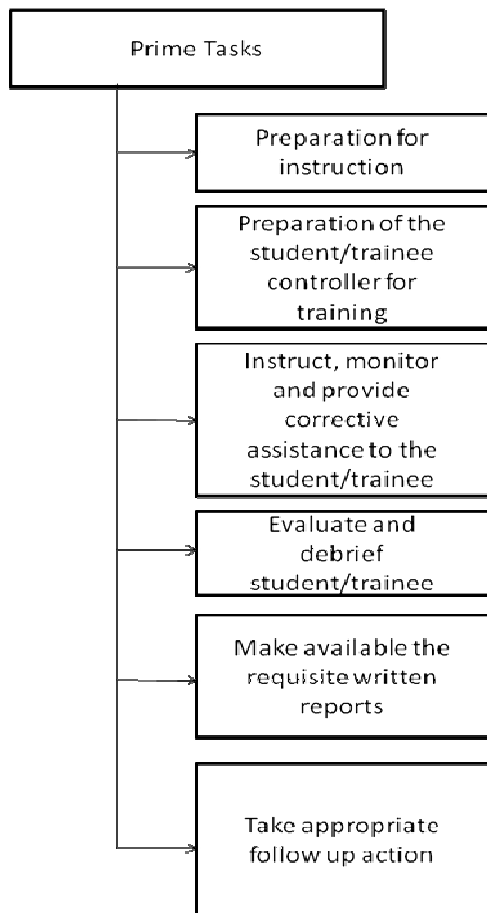 Prime Tasks
Preparation for
instruction
Preparation of the
student/trainee
controller for
training
Instruct, monitor
and provide
corrective
assistance to the
student/trainee
Evaluate and
debrief
student/trainee
Make available the
requisite written
reports
Take appropriate
follow up action